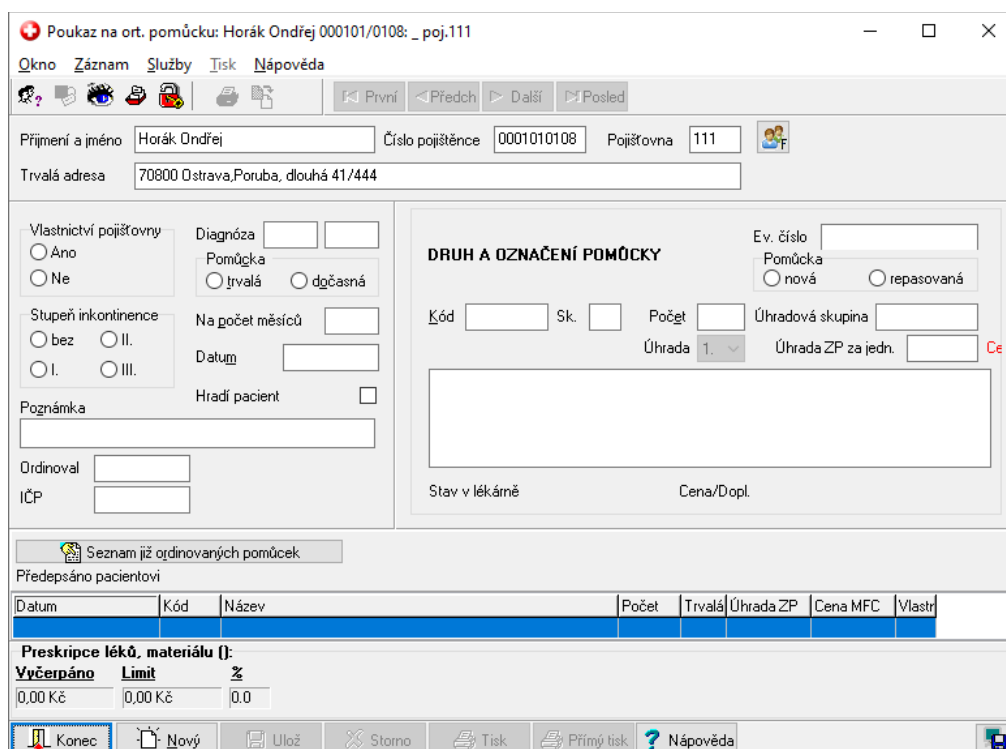 Poukaz na ort. pomůcku: Horák Ondřej 000101/0108: _ poj.111
Okno Záznam Služby Tisk Nápověda
První Předch Další Posled
Příjmení a jméno Horák Ondřej Číslo pojištěnce 0001010108 Pojišťovna 111 F
Trvalá adresa 70800 Ostrava,Poruba, dlouhá 41/444
Vlastnictví pojišťovny
Ano
Ne
Diagnóza
Pomůcka
trvalá dočasná
Stupeň inkontinence
bez II.
I. III.
Na počet měsíců
Datum
Hradí pacient
Poznámka
Ordinoval
IČP
DRUH A OZNAČENÍ POMŮCKY
Ev. číslo
Pomůcka
nová repasovaná
Kód Sk. Počet Úhradová skupina
Úhrada 1. Úhrada ZP za jedn. Ce
Stav v lékárně Cena/Dopl.
Seznam již ordinovaných pomůcek
Předepsáno pacientovi
Datum Kód Název Počet Trvalá Úhrada ZP Cena MFC Vlastr
Preskripce léků, materiálu ():
Vyčerpáno Limit %
0,00 Kč 0,00 Kč 0.0
Konec Nový Ulož Storno Tisk Přímý tisk Nápověda